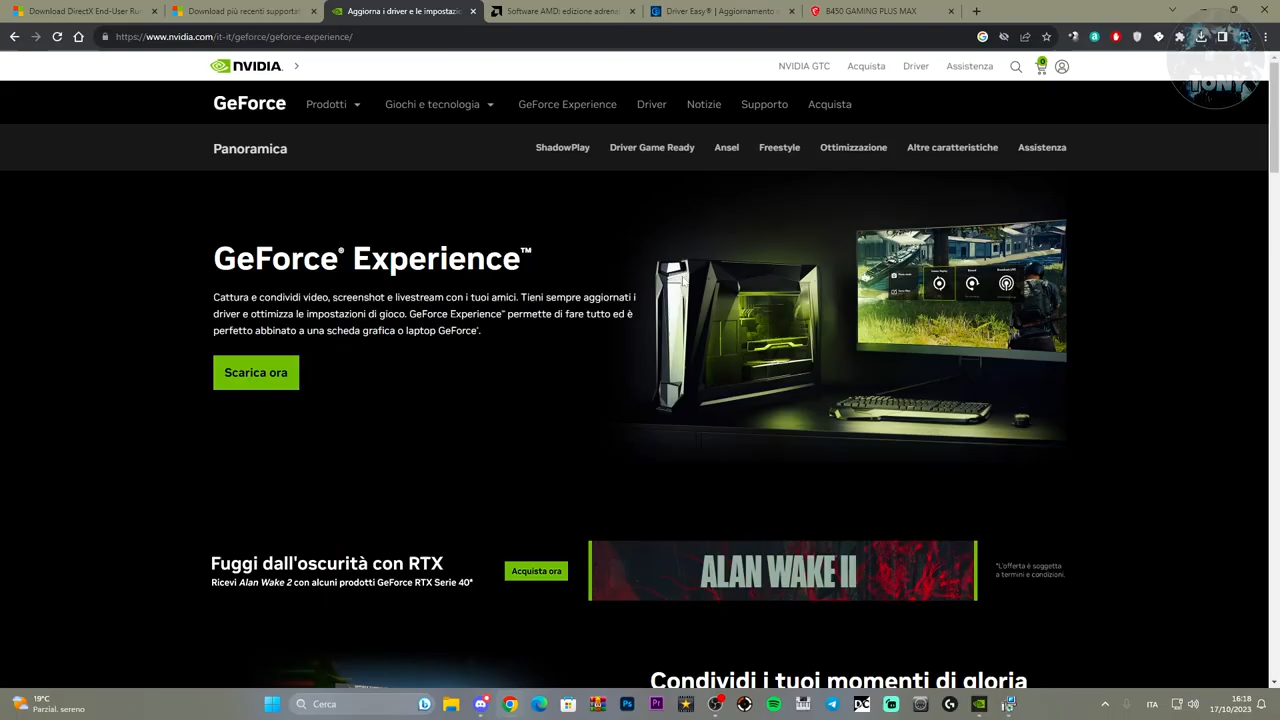 Download DirectX End-User Run
Download più recenti supportat
Aggiorna i driver e le impostazio
Software AMD: edizione adrenal
Driver Easy® | Aggiornamento
B450 GAMING PLUS MAX
https://www.nvidia.com/it-it/geforce/geforce-experience/
TONY
NVIDIA.
NVIDIA GTC
Acquista
Driver
Assistenza
0
GeForce
Prodotti
Giochi e tecnologia
GeForce Experience
Driver
Notizie
Supporto
Acquista
Panoramica
ShadowPlay
Driver Game Ready
Ansel
Freestyle
Ottimizzazione
Altre caratteristiche
Assistenza
GeForce® Experience™
Cattura e condividi video, screenshot e livestream con i tuoi amici. Tieni sempre aggiornati i
driver e ottimizza le impostazioni di gioco. GeForce Experience™ permette di fare tutto ed è
perfetto abbinato a una scheda grafica o laptop GeForce®.
Scarica ora
Fuggi dall'oscurità con RTX
Ricevi Alan Wake 2 con alcuni prodotti GeForce RTX Serie 40*
Acquista ora
ALAN WAKE II
*L'offerta è soggetta
a termini e condizioni.
Condividi i tuoi momenti di gloria
19°C
Parzial. sereno
Cerca
ITA
16:18
17/10/2023